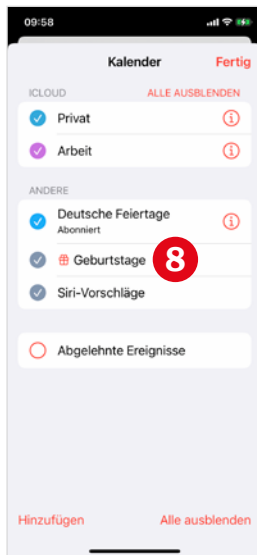 09:58
Kalender
Fertig
ICLOUD
ALLE AUSBLENDEN
Privat
Arbeit
ANDERE
Deutsche Feiertage
Abonniert
Geburtstage
8
Siri-Vorschläge
Abgelehnte Ereignisse
Hinzufügen
Alle ausblenden